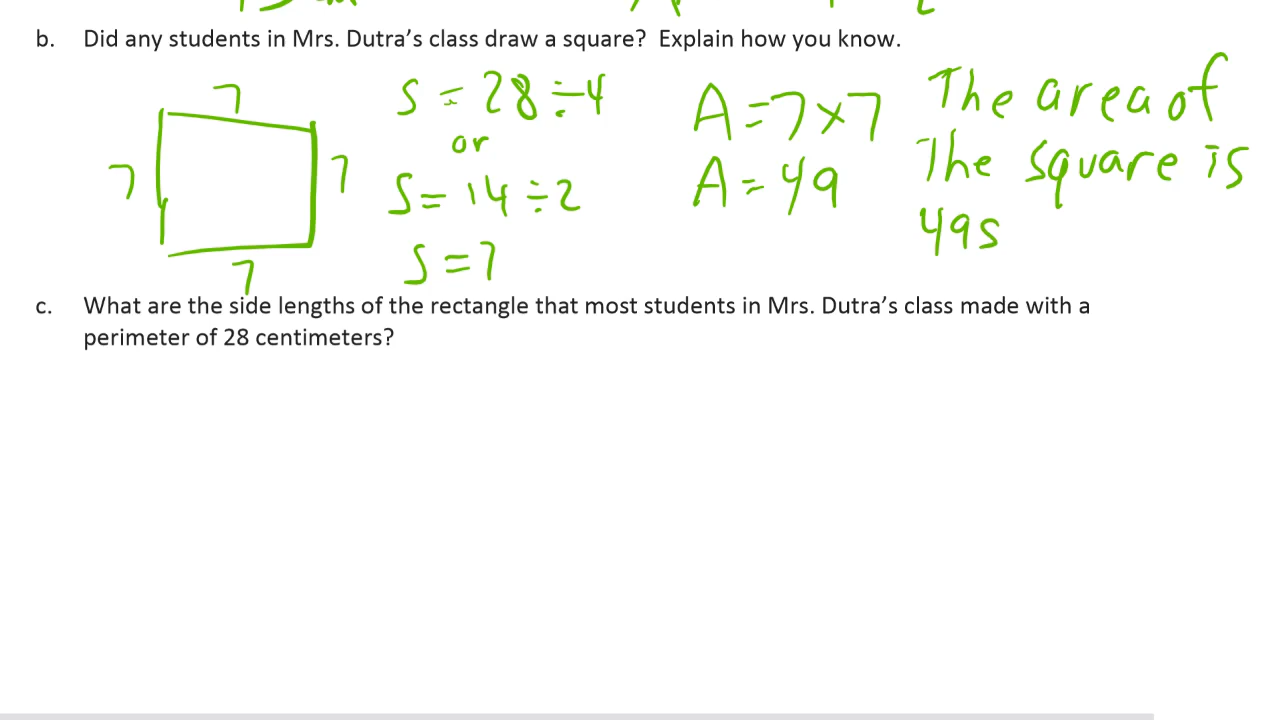 b. Did any students in Mrs. Dutra’s class draw a square? Explain how you know.
7
7
7
7
S = 28 ÷ 4
or
S = 14 ÷ 2
S = 7
A = 7 × 7
A = 49
The area of
The square is
49s
c. What are the side lengths of the rectangle that most students in Mrs. Dutra’s class made with a
perimeter of 28 centimeters?